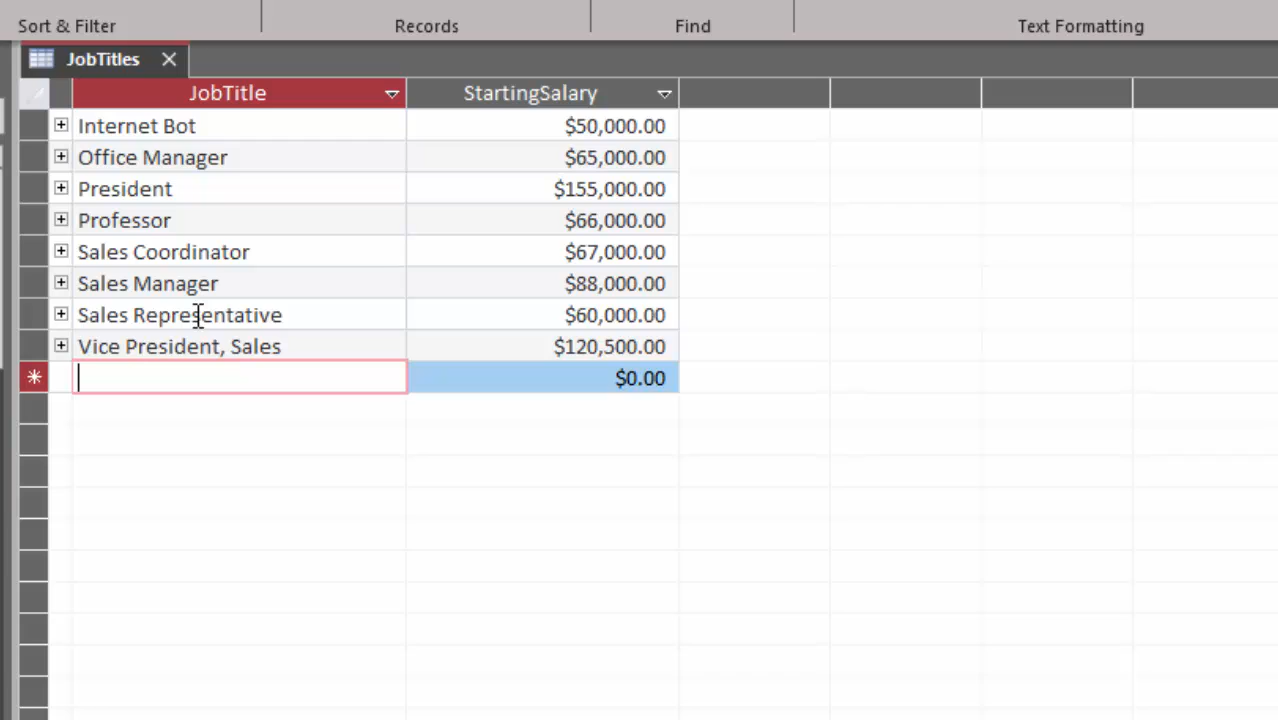 Sort & Filter Records Find Text Formatting
JobTitles
JobTitle StartingSalary
Internet Bot $50,000.00
Office Manager $65,000.00
President $155,000.00
Professor $66,000.00
Sales Coordinator $67,000.00
Sales Manager $88,000.00
Sales Representative $60,000.00
Vice President, Sales $120,500.00
$0.00